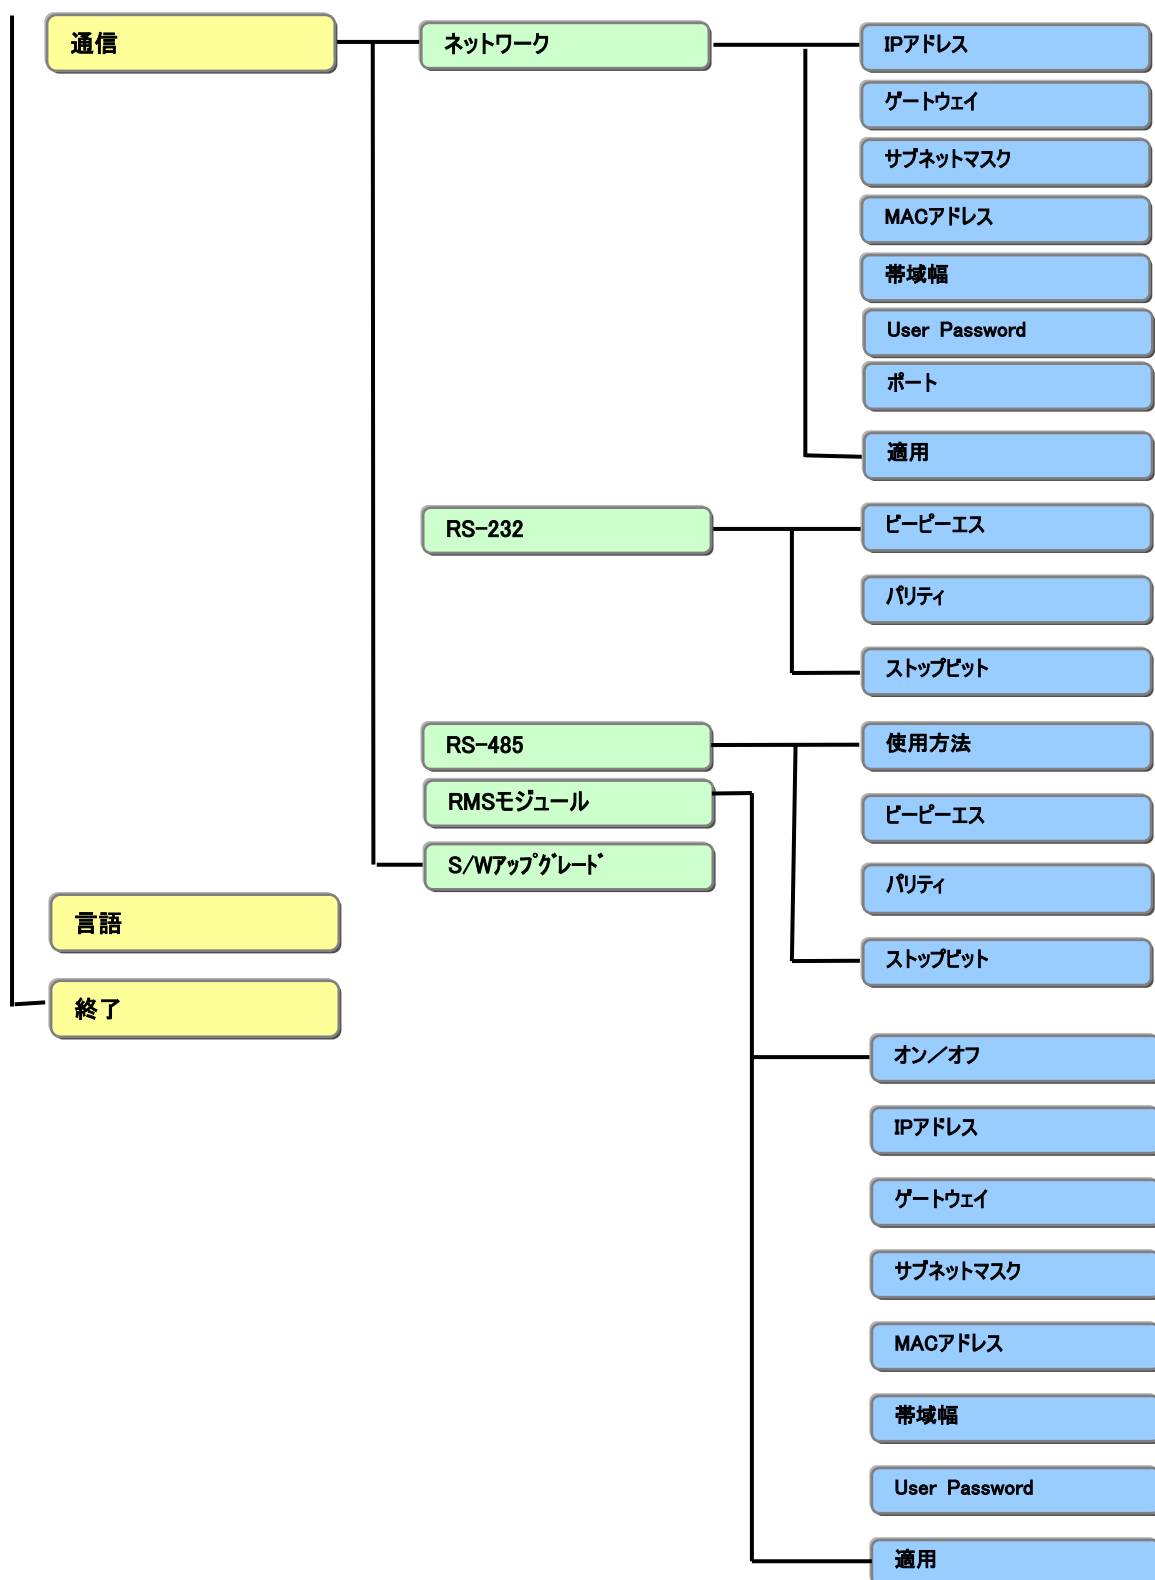 通信
ネットワーク
IPアドレス
ゲートウェイ
サブネットマスク
MACアドレス
帯域幅
User Password
ポート
適用
RS-232
ビーピーエス
パリティ
ストップビット
RS-485
使用方法
RMSモジュール
ビーピーエス
S/Wアップグレード
パリティ
言語
ストップビット
終了
オン／オフ
IPアドレス
ゲートウェイ
サブネットマスク
MACアドレス
帯域幅
User Password
適用